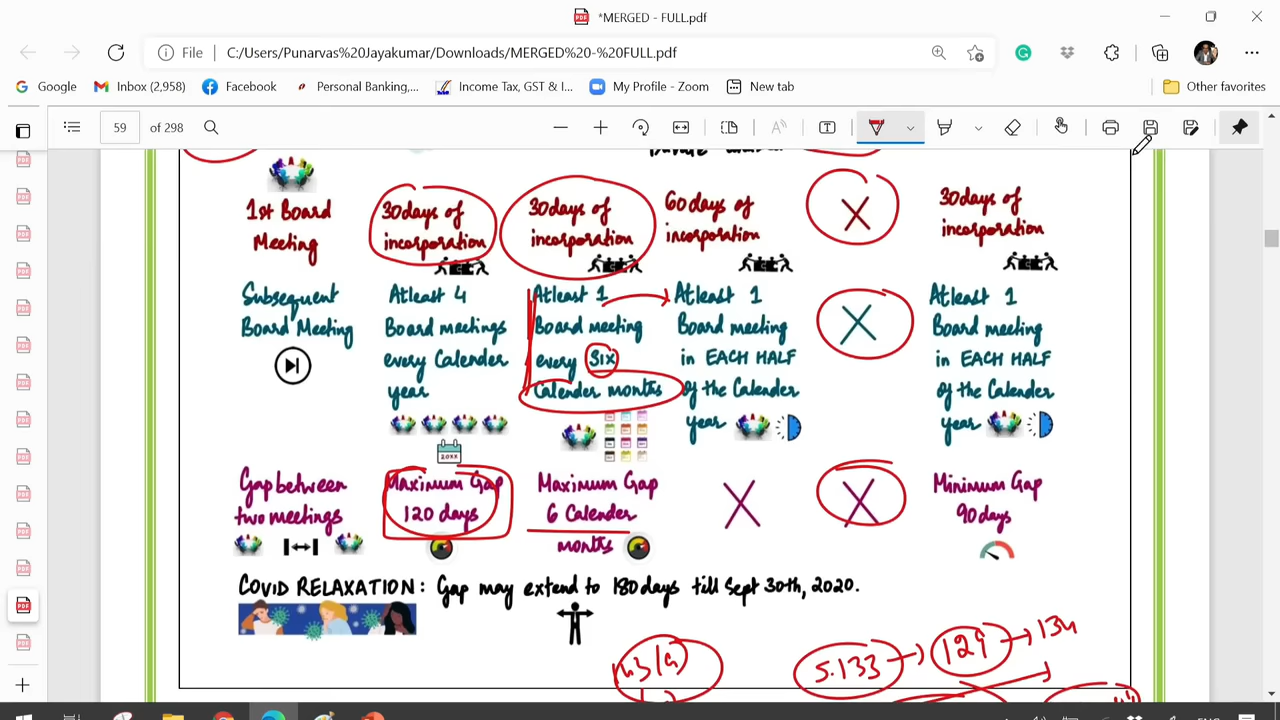 *MERGED - FULL.pdf
File
C:/Users/Punarvas%20Jayakumar/Downloads/MERGED%20-%20FULL.pdf
Google
Inbox (2,958)
Facebook
Personal Banking,...
Income Tax, GST & I...
My Profile - Zoom
New tab
Other favorites
59 of 298
1st Board
Meeting
30days of
incorporation
30days of
incorporation
60days of
incorporation
30days of
incorporation
Subsequent
Board Meeting
Atleast 4
Board meetings
every Calender
year
20XX
Atleast 1
Board meeting
every Six
Calender months
Atleast 1
Board meeting
in EACH HALF
of the Calender
year
Atleast 1
Board meeting
in EACH HALF
of the Calender
year
Gap between
two meetings
Maximum Gap
120 days
Maximum Gap
6 Calender
months
Minimum Gap
90days
COVID RELAXATION: Gap may extend to 180days till Sept 30th, 2020.
S.133
129
134